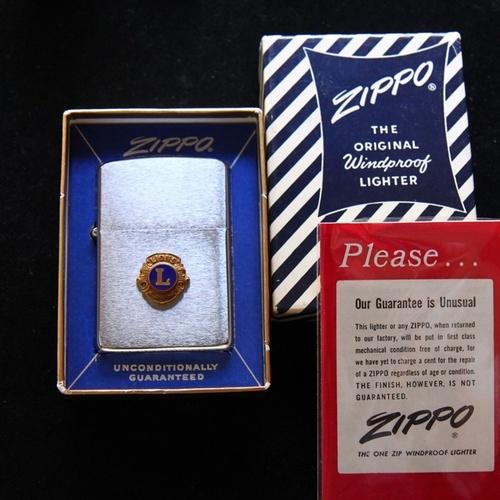 ZIPPO
LIONS
L
UNCONDITIONALLY
GUARANTEED
ZIPPO®
THE
ORIGINAL
Windproof
LIGHTER
Please...
Our Guarantee is Unusual
This lighter or any ZIPPO, when returned
to our factory, will be put in first class
mechanical condition free of charge, for
we have yet to charge a cent for the repair
of a ZIPPO regardless of age or condition.
THE FINISH, HOWEVER, IS NOT
GUARANTEED.
ZIPPO®
THE ONE ZIP WINDPROOF LIGHTER